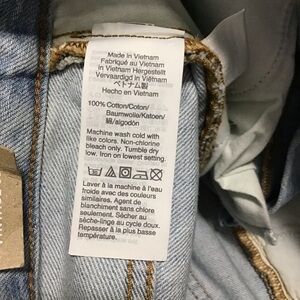 Made in Vietnam
Fabriqué au Vietnam
In Vietnam Hergestellt
Vervaardigd in Viëtnam
ベトナム製
Hecho en Vietnam
100% Cotton/Coton/
Baumwolle/Katoen/
綿/algodón
Machine wash cold with
like colors. Non-chlorine
bleach only. Tumble dry
low. Iron on lowest setting.
Laver à la machine à l'eau
froide avec des couleurs
similaires. Agent de
blanchiment sans chlore
seulement. Sécher au
sèche-linge au cycle doux.
Repasser à la plus basse
température.